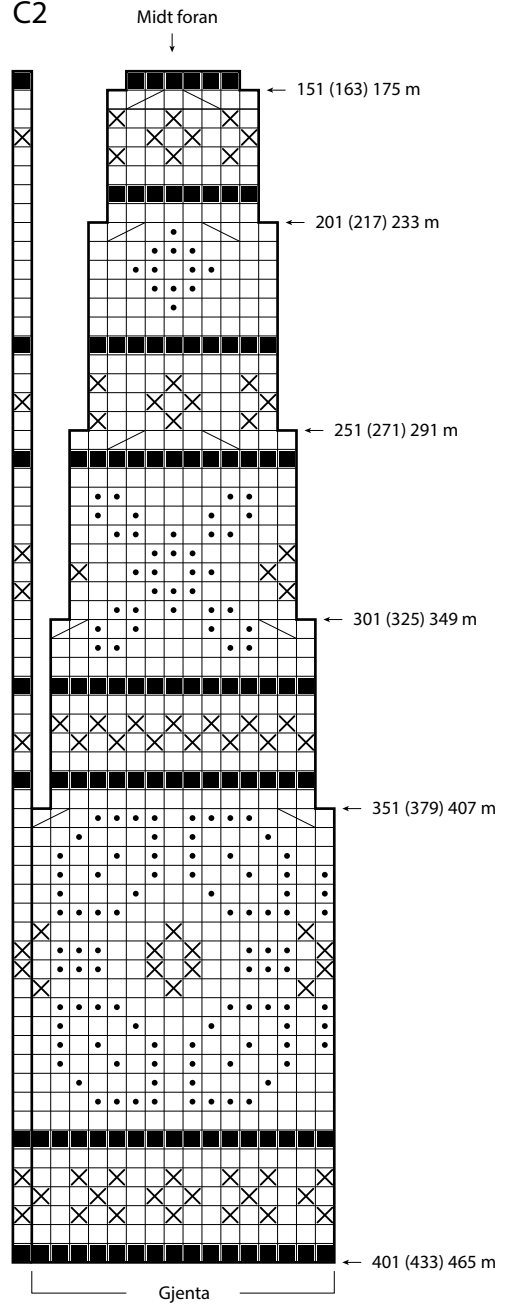 C2
Midt foran
151 (163) 175 m
201 (217) 233 m
251 (271) 291 m
301 (325) 349 m
351 (379) 407 m
401 (433) 465 m
Gjenta